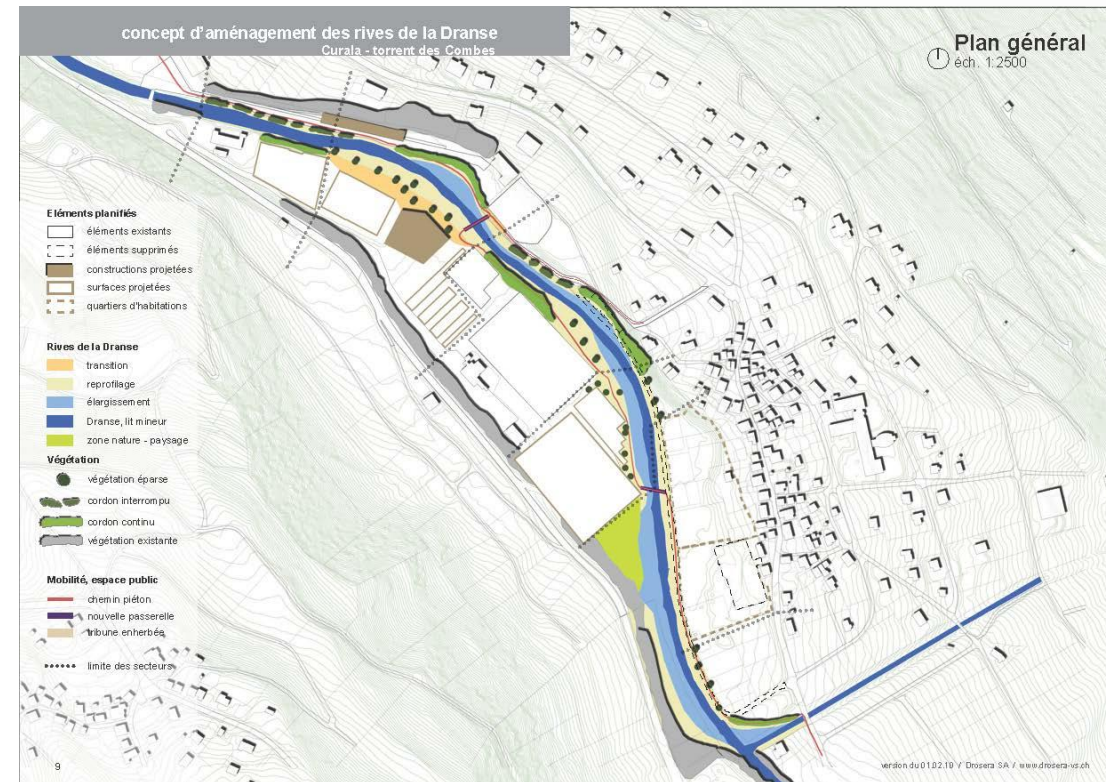 concept d'aménagement des rives de la Dranse
Curala - torrent des Combes
Plan général
éch. 1:2500
Eléments planifiés
éléments existants
éléments supprimés
constructions projetées
surfaces projetées
quartiers d'habitations
Rives de la Dranse
transition
reprofilage
élargissement
Dranse, lit mineur
zone nature - paysage
Végétation
végétation éparse
cordon interrompu
cordon continu
végétation existante
Mobilité, espace public
chemin piéton
nouvelle passerelle
tribune enherbée
limite des secteurs
9
version du 01.02.10 / Drosera SA / www.drosera-vs.ch